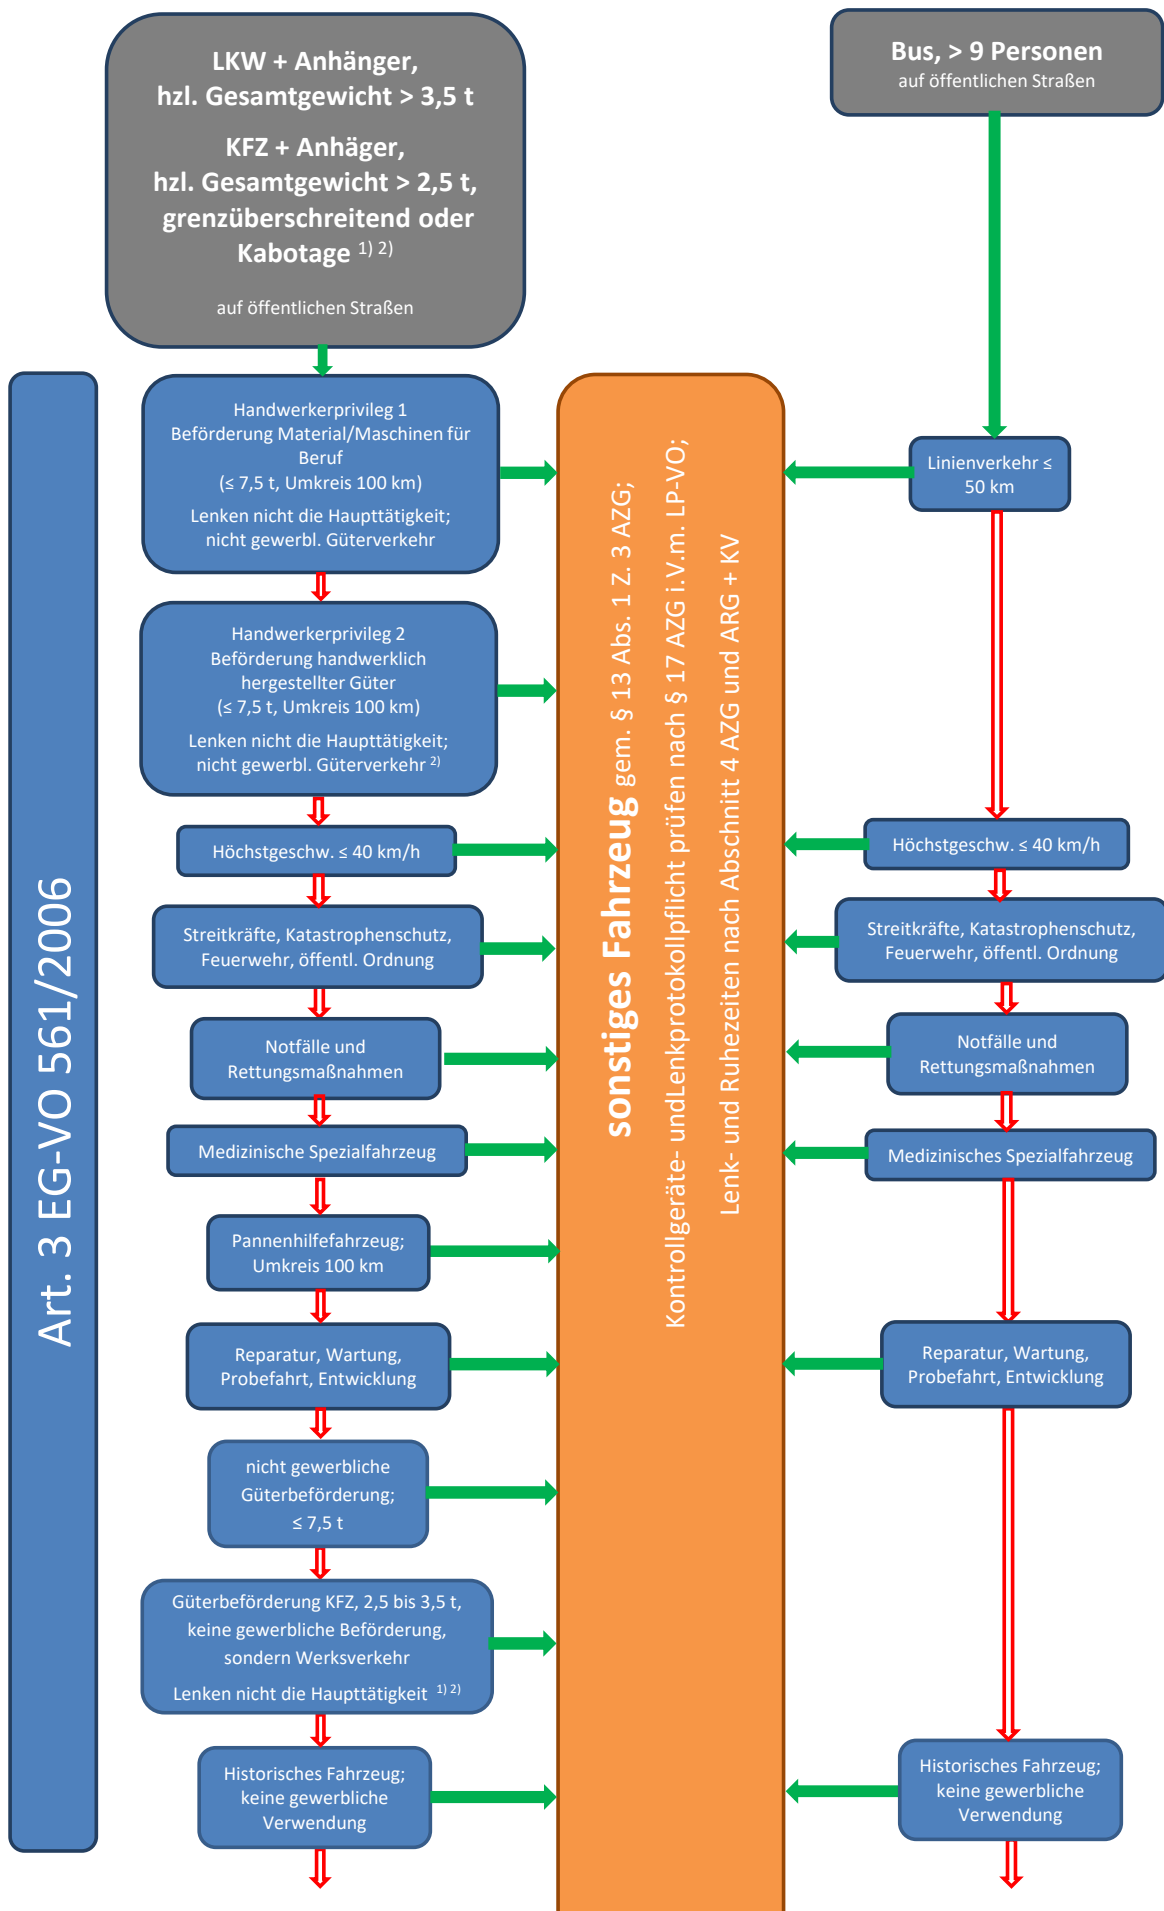 LKW + Anhänger,
hzl. Gesamtgewicht > 3,5 t
KFZ + Anhäger,
hzl. Gesamtgewicht > 2,5 t,
grenzüberschreitend oder
Kabotage 1) 2)
auf öffentlichen Straßen
Bus, > 9 Personen
auf öffentlichen Straßen
Art. 3 EG-VO 561/2006
Handwerkerprivileg 1
Beförderung Material/Maschinen für
Beruf
(≤ 7,5 t, Umkreis 100 km)
Lenken nicht die Haupttätigkeit;
nicht gewerbl. Güterverkehr
Handwerkerprivileg 2
Beförderung handwerklich
hergestellter Güter
(≤ 7,5 t, Umkreis 100 km)
Lenken nicht die Haupttätigkeit;
nicht gewerbl. Güterverkehr 2)
Höchstgeschw. ≤ 40 km/h
Streitkräfte, Katastrophenschutz,
Feuerwehr, öffentl. Ordnung
Notfälle und
Rettungsmaßnahmen
Medizinische Spezialfahrzeug
Pannenhilfefahrzeug;
Umkreis 100 km
Reparatur, Wartung,
Probefahrt, Entwicklung
nicht gewerbliche
Güterbeförderung;
≤ 7,5 t
Güterbeförderung KFZ, 2,5 bis 3,5 t,
keine gewerbliche Beförderung,
sondern Werksverkehr
Lenken nicht die Haupttätigkeit 1) 2)
Historisches Fahrzeug;
keine gewerbliche
Verwendung
sonstiges Fahrzeug gem. § 13 Abs. 1 Z. 3 AZG;
Kontrollgeräte- undLenkprotokollpflicht prüfen nach § 17 AZG i.V.m. LP-VO;
Lenk- und Ruhezeiten nach Abschnitt 4 AZG und ARG + KV
Linienverkehr ≤
50 km
Höchstgeschw. ≤ 40 km/h
Streitkräfte, Katastrophenschutz,
Feuerwehr, öffentl. Ordnung
Notfälle und
Rettungsmaßnahmen
Medizinisches Spezialfahrzeug
Reparatur, Wartung,
Probefahrt, Entwicklung
Historisches Fahrzeug;
keine gewerbliche
Verwendung